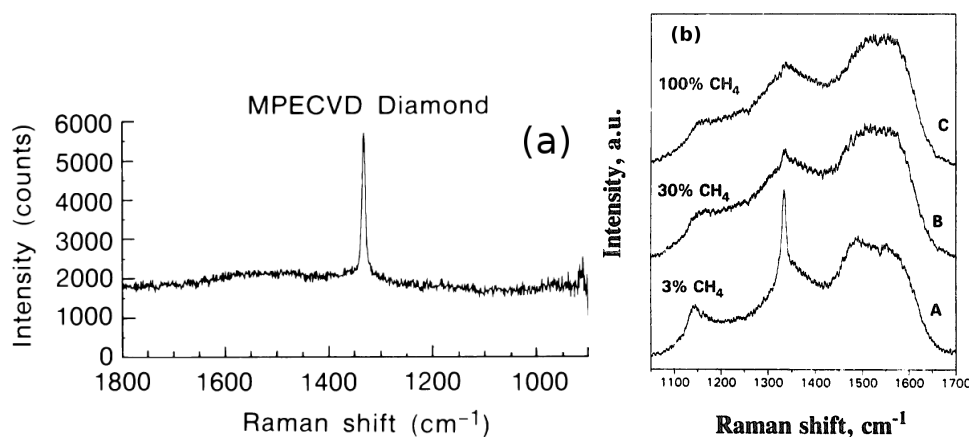 MPECVD Diamond
(a)
Intensity (counts)
6000
5000
4000
3000
2000
1000
0
1800
1600
1400
1200
1000
Raman shift (cm⁻¹)
(b)
100% CH₄
C
30% CH₄
B
3% CH₄
A
Intensity, a.u.
1100 1200 1300 1400 1500 1600 1700
Raman shift, cm⁻¹